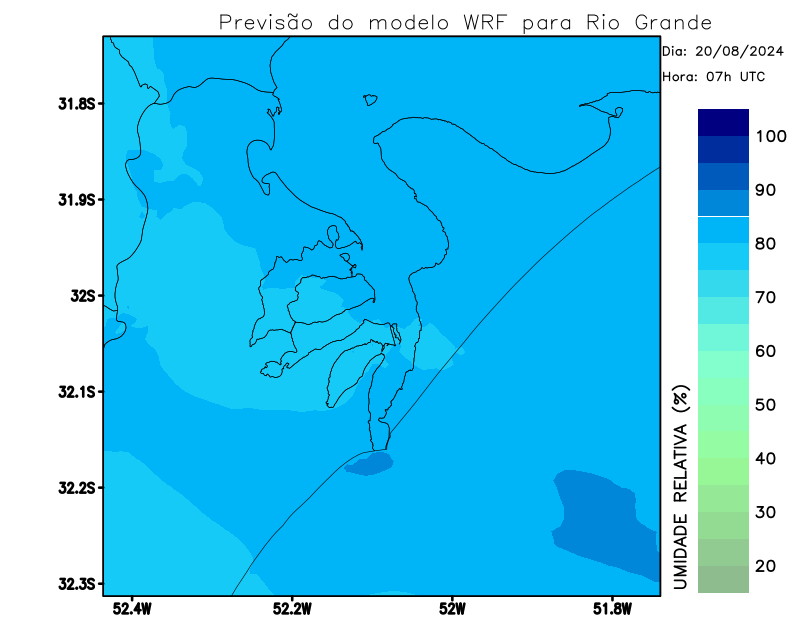 Previsão do modelo WRF para Rio Grande
Dia: 20/08/2024
Hora: 07h UTC
31.8S
31.9S
32S
32.1S
32.2S
32.3S
52.4W
52.2W
52W
51.8W
100
90
80
70
60
50
40
30
20
UMIDADE RELATIVA (%)